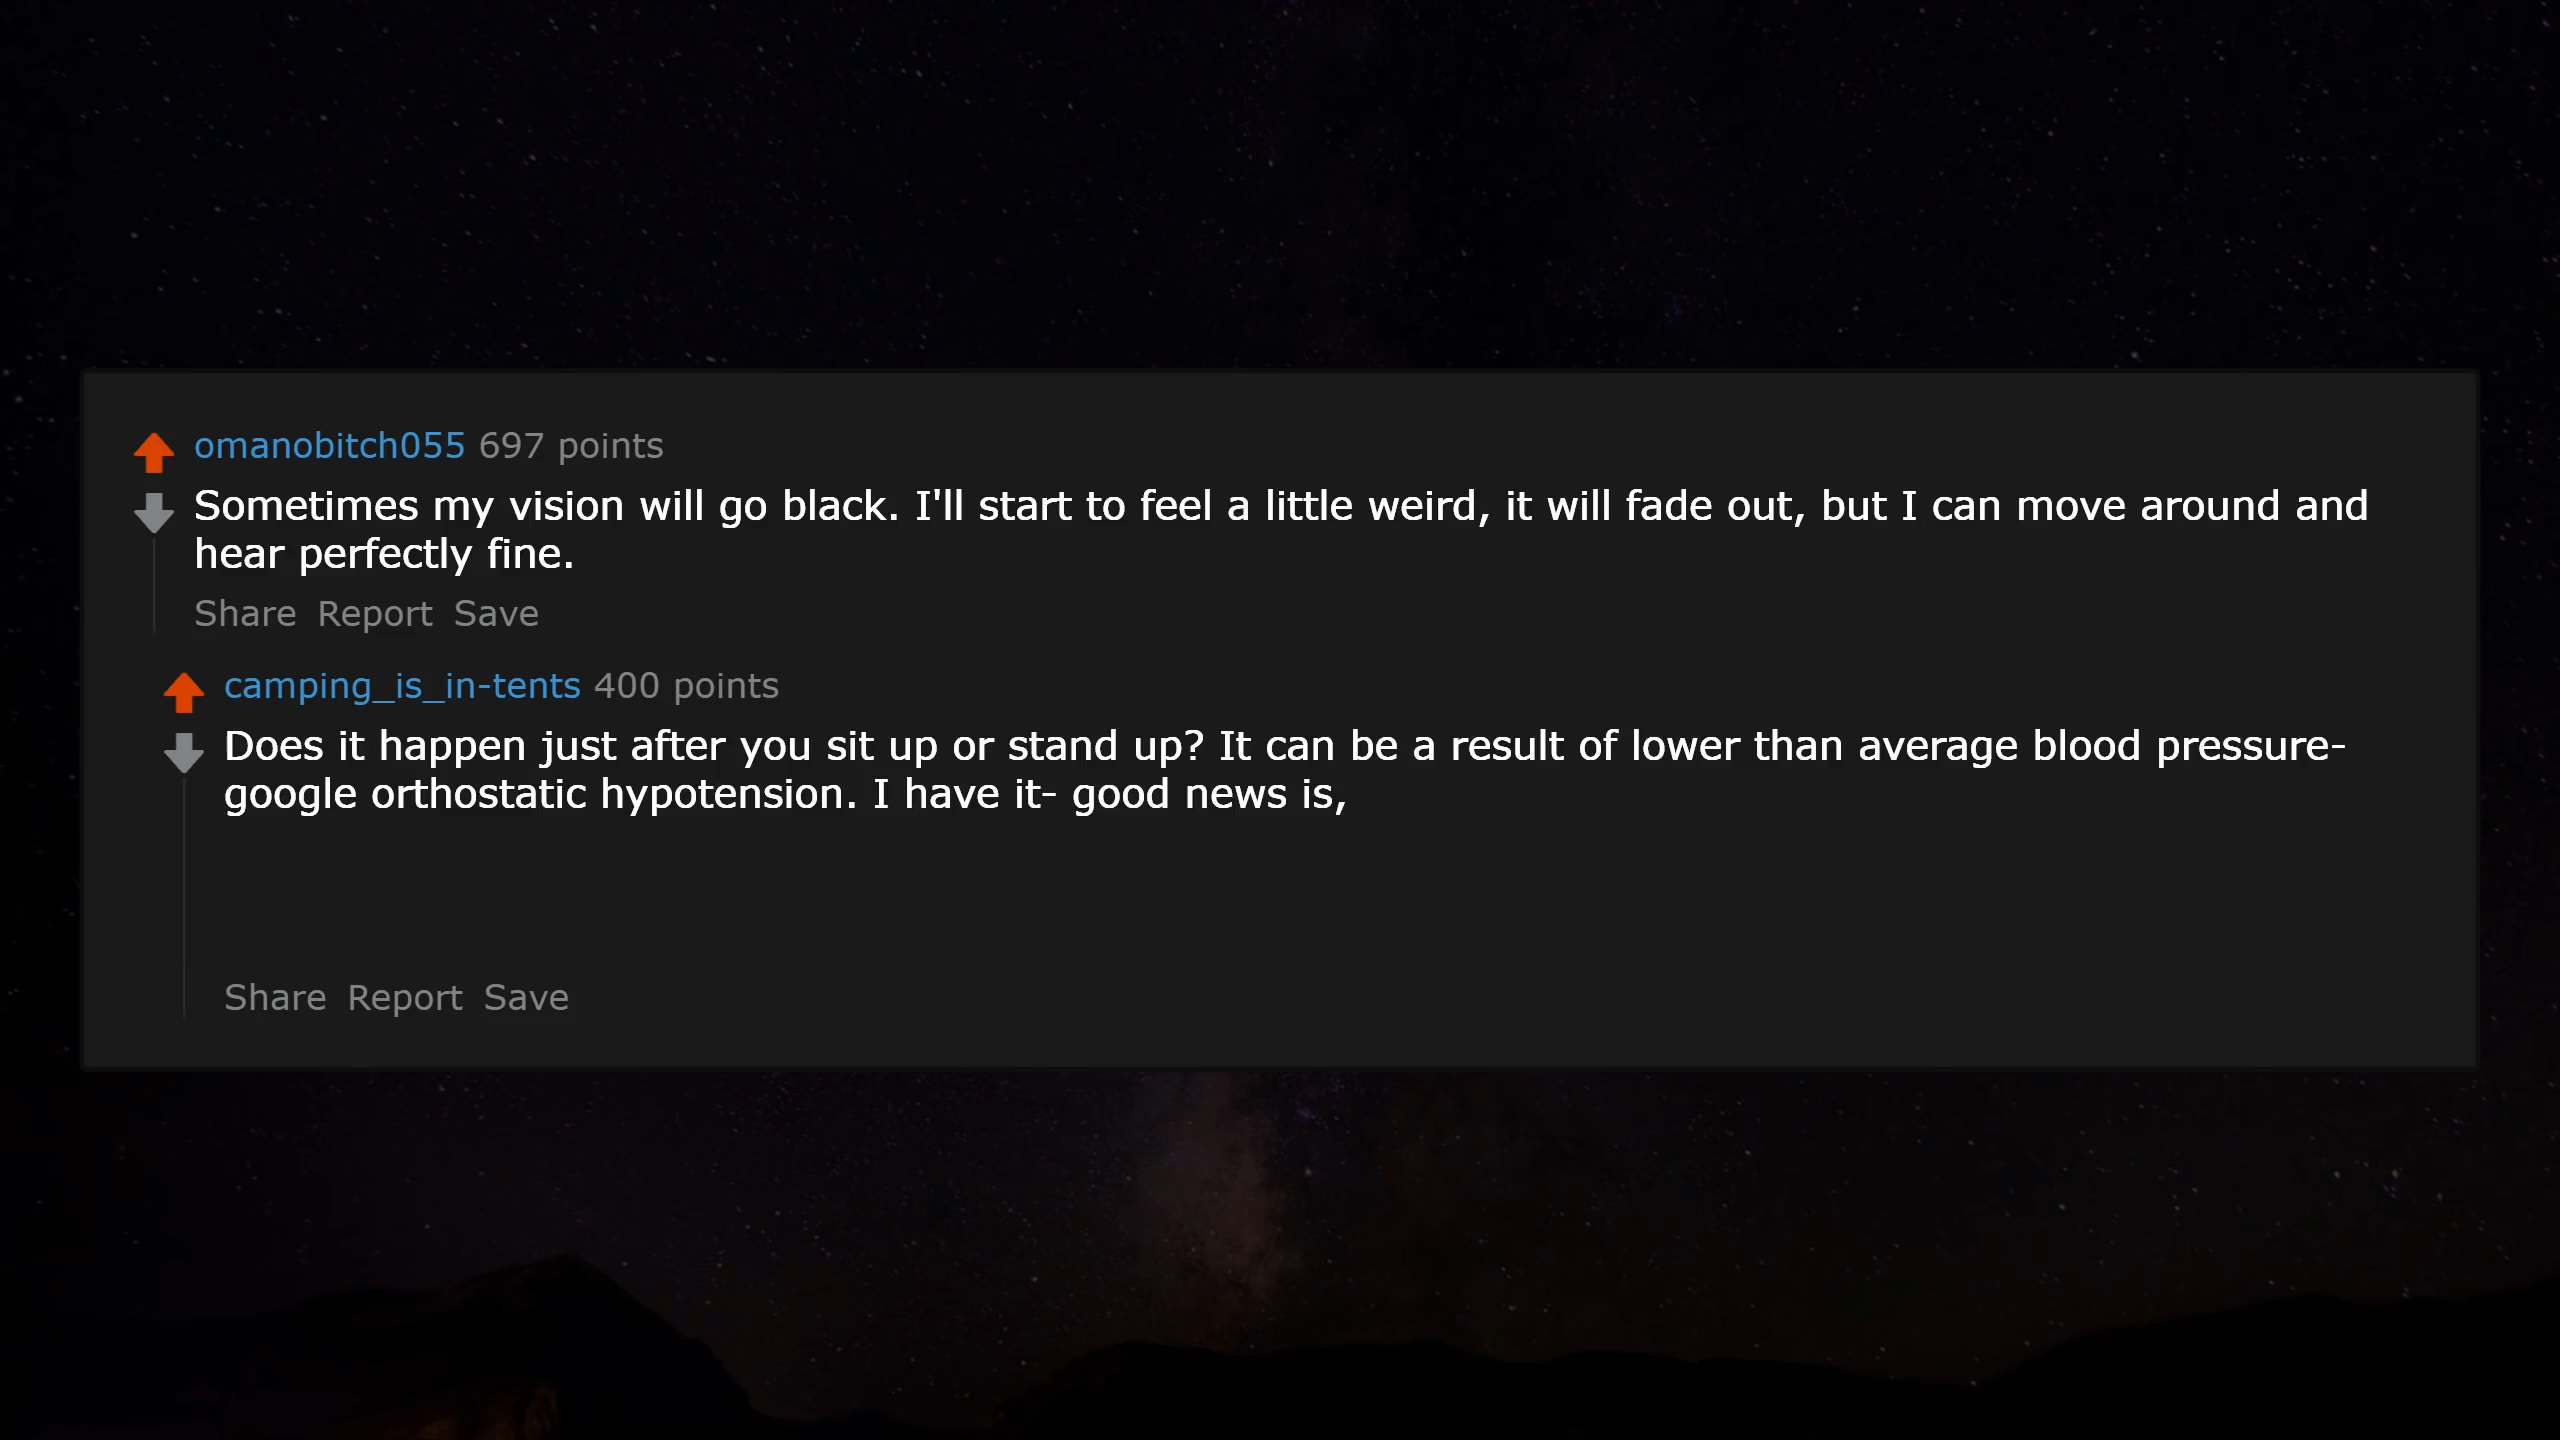 omanobitch055 697 points
Sometimes my vision will go black. I'll start to feel a little weird, it will fade out, but I can move around and
hear perfectly fine.
Share Report Save
camping_is_in-tents 400 points
Does it happen just after you sit up or stand up? It can be a result of lower than average blood pressure-
google orthostatic hypotension. I have it- good news is,
Share Report Save